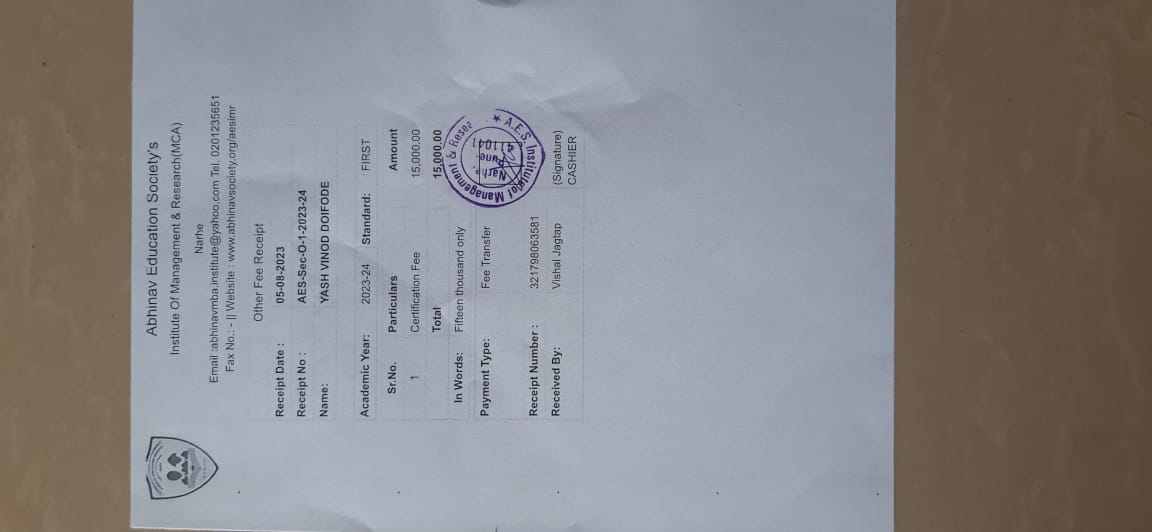 Abhinav Education Society's
Institute Of Management & Research(MCA)
Narhe
Email :abhinavmba.institute@yahoo.com Tel. 0201235651
Fax No.: - || Website : www.abhinavsociety.org/aesimr
Other Fee Receipt
Receipt Date : 05-08-2023
Receipt No : AES-Sec-O-1-2023-24
Name: YASH VINOD DOIFODE
Academic Year: 2023-24 Standard: FIRST
Sr.No. Particulars Amount
1 Certification Fee 15,000.00
Total 15,000.00
In Words: Fifteen thousand only
Payment Type: Fee Transfer
Receipt Number : 321798063581
Received By: Vishal Jagtap (Signature)
CASHIER
★ A.E.S. Institute of Management & Resea
Narhe,
Pune-
411041